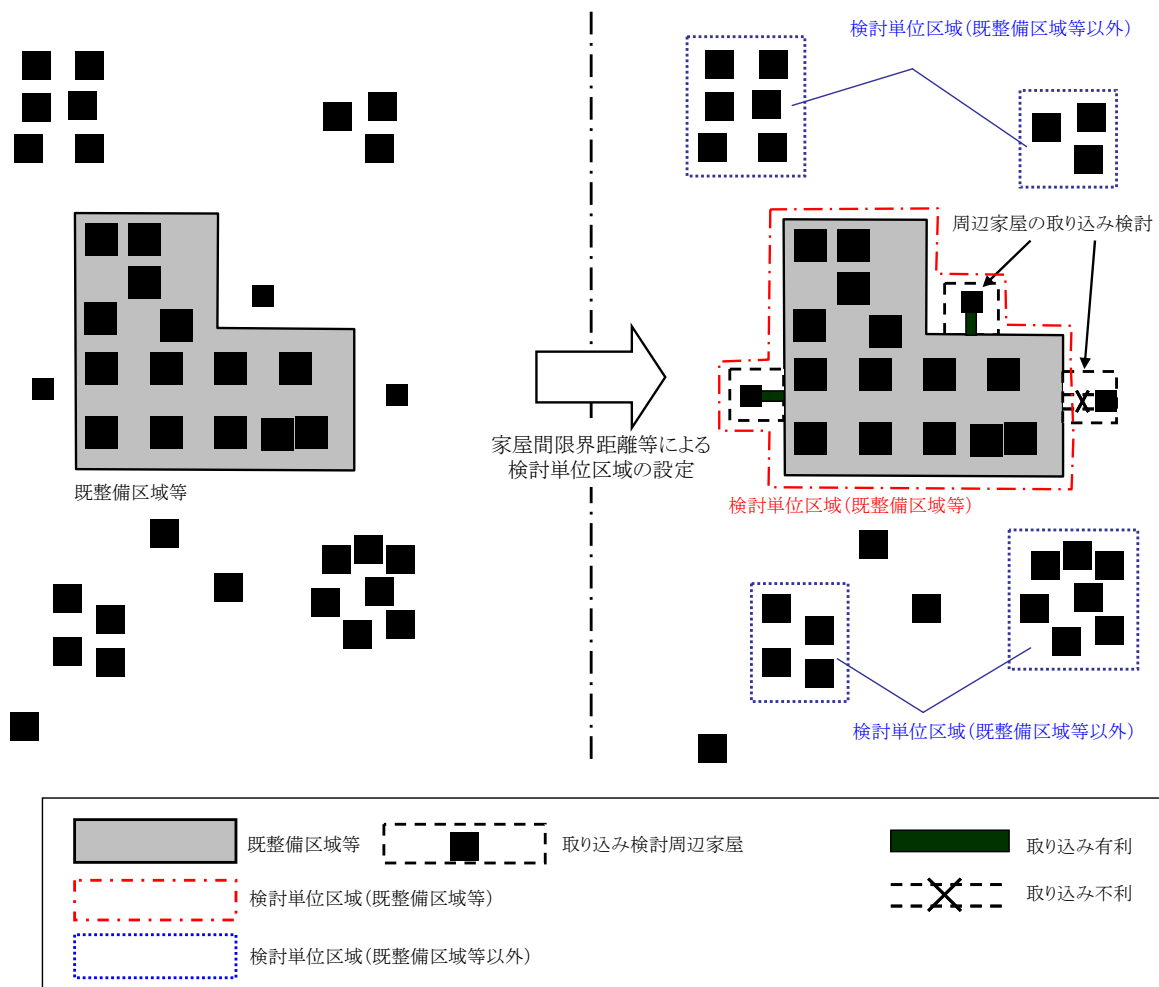 検討単位区域(既整備区域等以外)
周辺家屋の取り込み検討
家屋間限界距離等による
検討単位区域の設定
既整備区域等
検討単位区域(既整備区域等)
検討単位区域(既整備区域等以外)
既整備区域等
取り込み検討周辺家屋
取り込み有利
検討単位区域(既整備区域等)
取り込み不利
検討単位区域(既整備区域等以外)